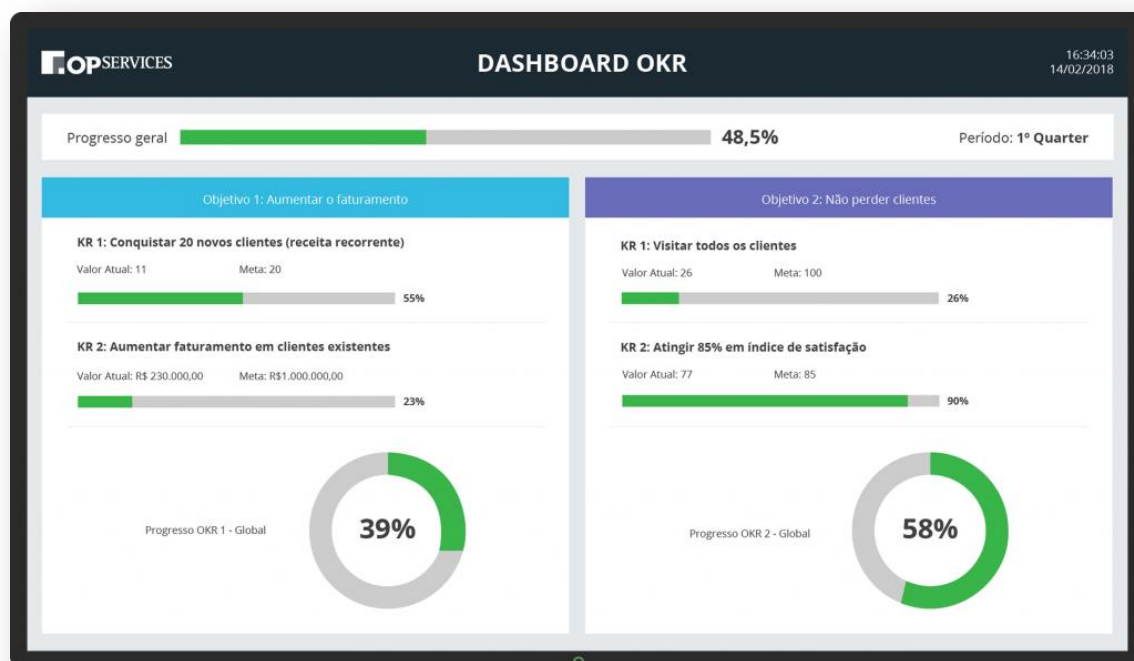 OPSERVICES
DASHBOARD OKR
16:34:03
14/02/2018
Progresso geral
48,5%
Período: 1º Quarter
Objetivo 1: Aumentar o faturamento
KR 1: Conquistar 20 novos clientes (receita recorrente)
Valor Atual: 11 Meta: 20
55%
KR 2: Aumentar faturamento em clientes existentes
Valor Atual: R$ 230.000,00 Meta: R$1.000.000,00
23%
Progresso OKR 1 - Global
39%
Objetivo 2: Não perder clientes
KR 1: Visitar todos os clientes
Valor Atual: 26 Meta: 100
26%
KR 2: Atingir 85% em índice de satisfação
Valor Atual: 77 Meta: 85
90%
Progresso OKR 2 - Global
58%